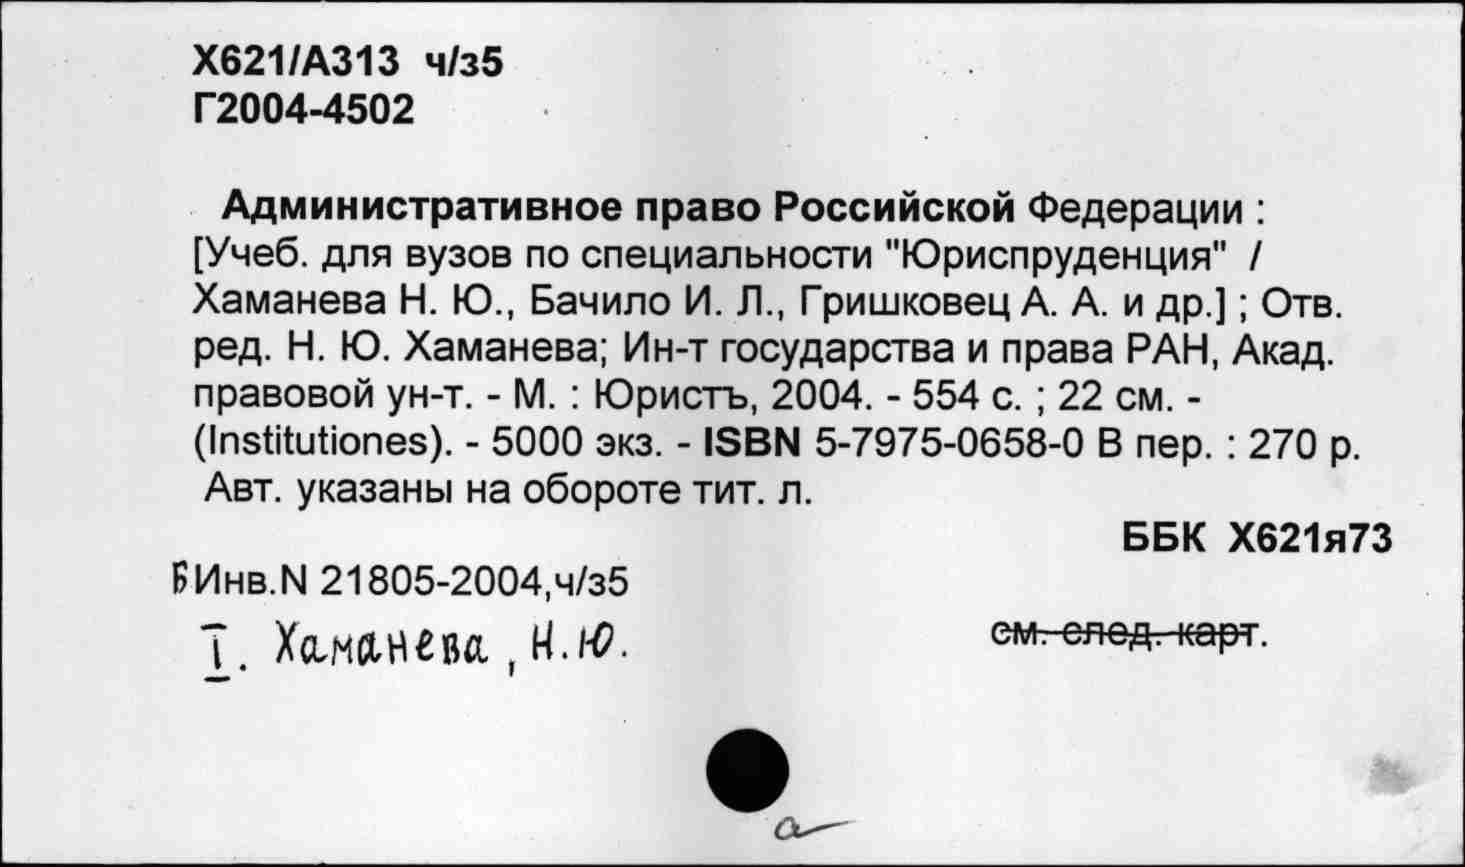 Х621/А313 ч/з5
Г2004-4502
Административное право Российской Федерации :
[Учеб. для вузов по специальности "Юриспруденция" /
Хаманева Н. Ю., Бачило И. Л., Гришковец А. А. и др.] ; Отв.
ред. Н. Ю. Хаманева; Ин-т государства и права РАН, Акад.
правовой ун-т. - М. : Юристъ, 2004. - 554 с. ; 22 см. -
(Institutiones). - 5000 экз. - ISBN 5-7975-0658-0 В пер. : 270 р.
Авт. указаны на обороте тит. л.
ББК Х621я73
Б Инв.N 21805-2004,ч/з5
I. Хаманева, Н.Ю.
см. след. карт.
а